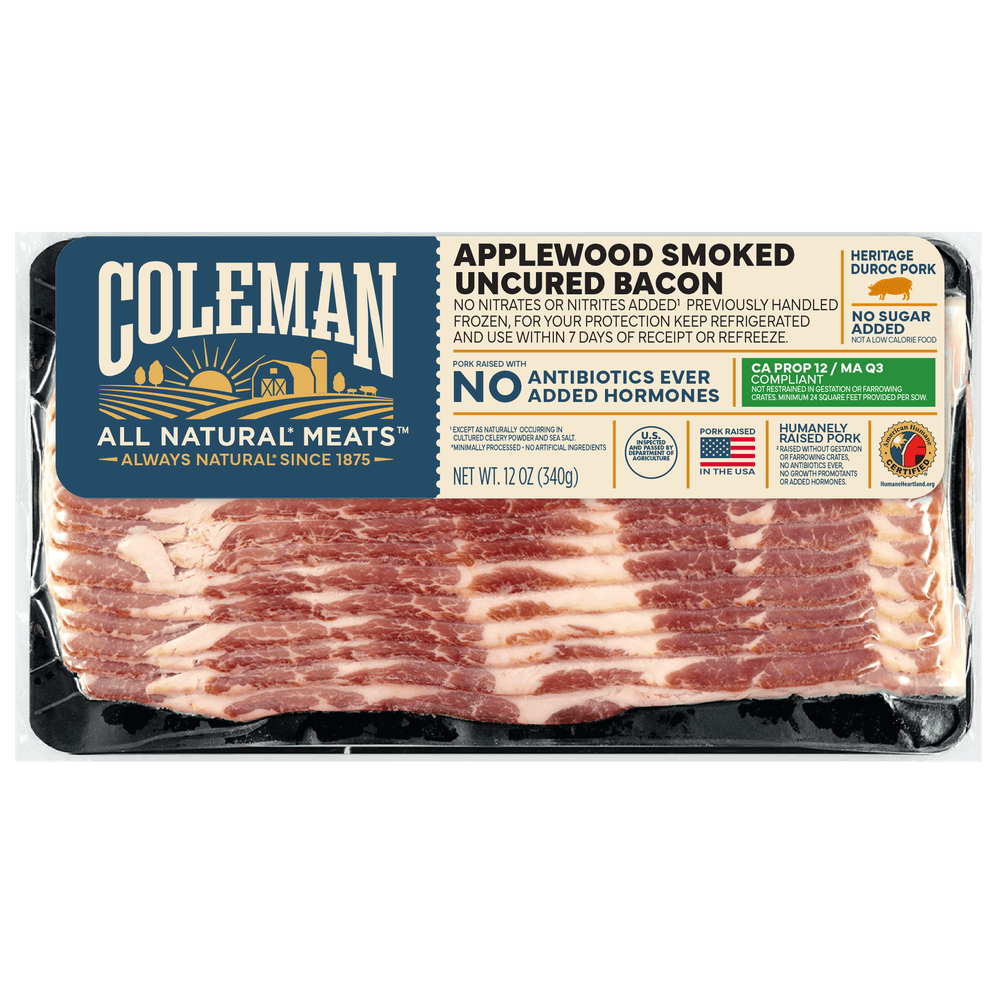 COLEMAN
ALL NATURAL* MEATS™
ALWAYS NATURAL* SINCE 1875
APPLEWOOD SMOKED
UNCURED BACON
NO NITRATES OR NITRITES ADDED¹ PREVIOUSLY HANDLED
FROZEN, FOR YOUR PROTECTION KEEP REFRIGERATED
AND USE WITHIN 7 DAYS OF RECEIPT OR REFREEZE.
HERITAGE
DUROC PORK
NO SUGAR
ADDED
NOT A LOW CALORIE FOOD
PORK RAISED WITH
NO ANTIBIOTICS EVER
ADDED HORMONES
CA PROP 12 / MA Q3
COMPLIANT
NOT RESTRAINED IN GESTATION OR FARROWING
CRATES. MINIMUM 24 SQUARE FEET PROVIDED PER SOW.
¹ EXCEPT AS NATURALLY OCCURRING IN
CULTURED CELERY POWDER AND SEA SALT.
*MINIMALLY PROCESSED - NO ARTIFICIAL INGREDIENTS
NET WT. 12 OZ (340g)
U.S.
INSPECTED
AND PASSED BY
DEPARTMENT OF
AGRICULTURE
PORK RAISED
IN THE USA
HUMANELY
RAISED PORK
² RAISED WITHOUT GESTATION
OR FARROWING CRATES,
NO ANTIBIOTICS EVER,
NO GROWTH PROMOTANTS
OR ADDED HORMONES.
American Humane
CERTIFIED
HumaneHeartland.org